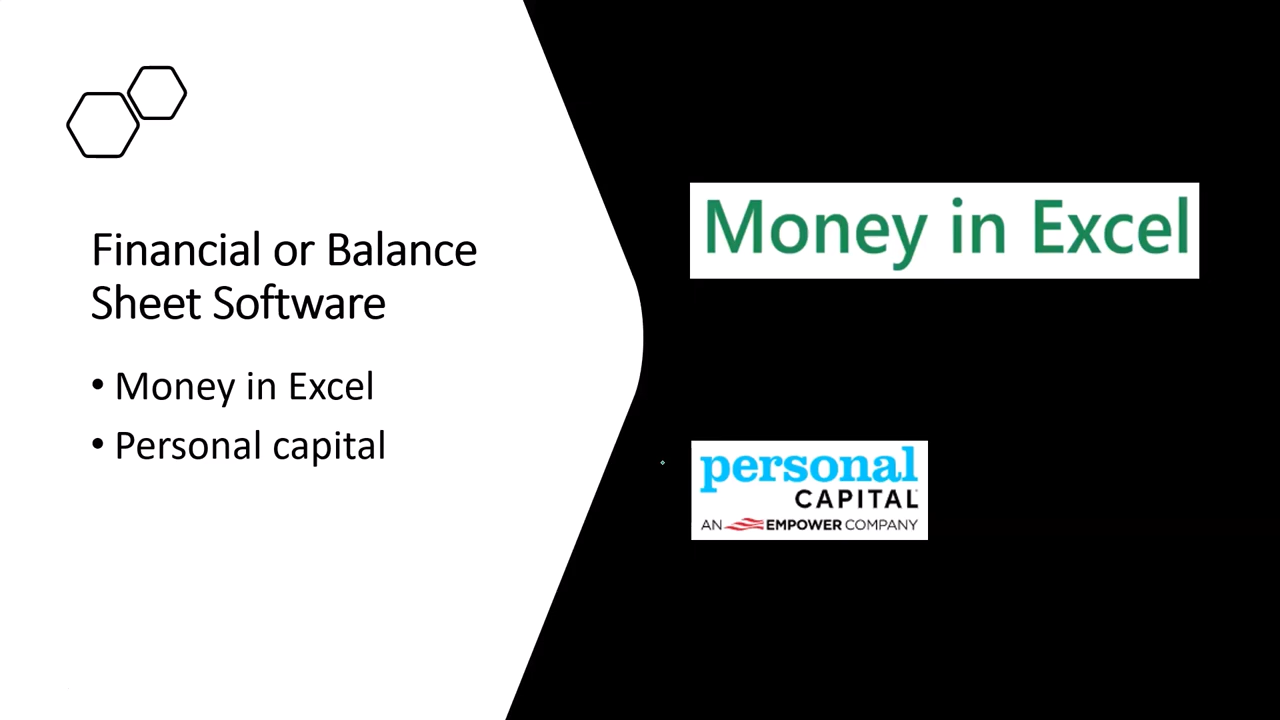 Financial or Balance
Sheet Software
• Money in Excel
• Personal capital
Money in Excel
personal
CAPITAL
AN EMPOWER COMPANY